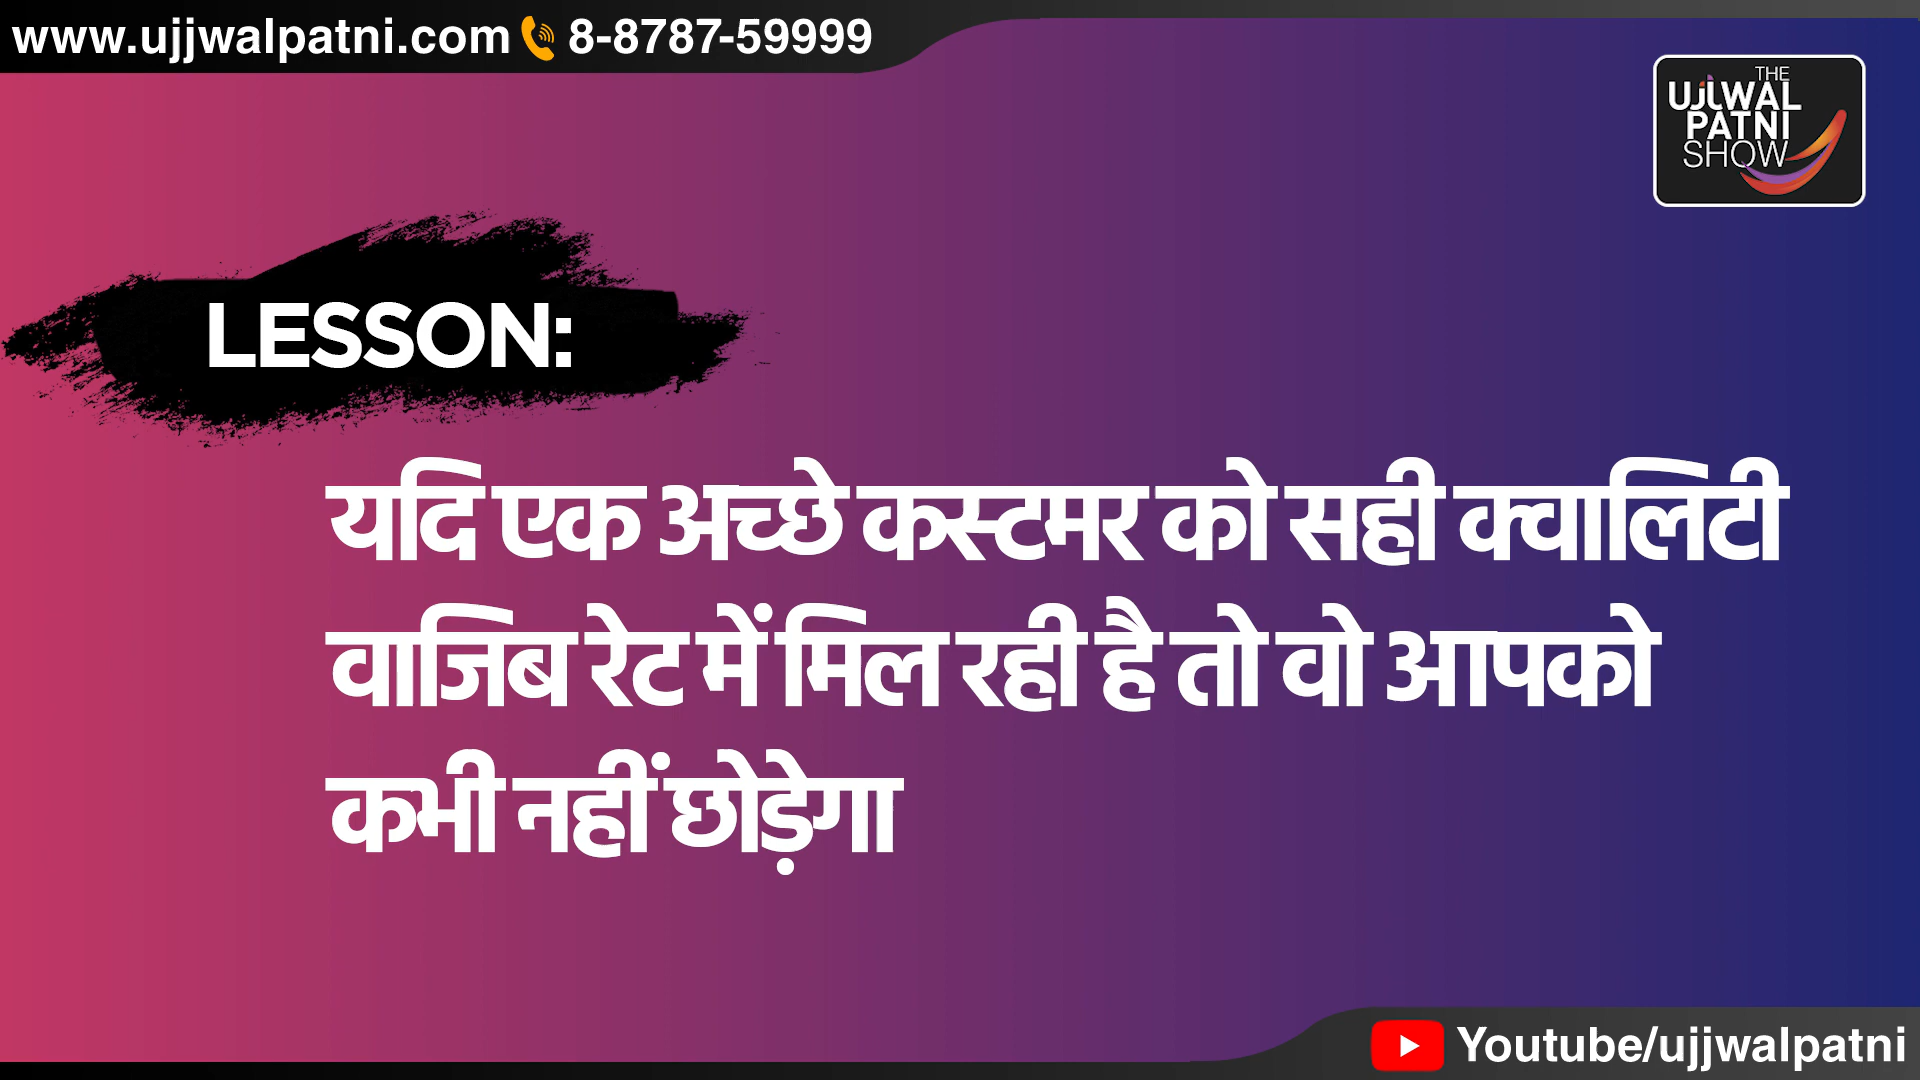 www.ujjwalpatni.com 8-8787-59999
THE
UJJWAL
PATNI
SHOW
LESSON:
यदि एक अच्छे कस्टमर को सही क्वालिटी
वाजिब रेट में मिल रही है तो वो आपको
कभी नहीं छोड़ेगा
Youtube/ujjwalpatni